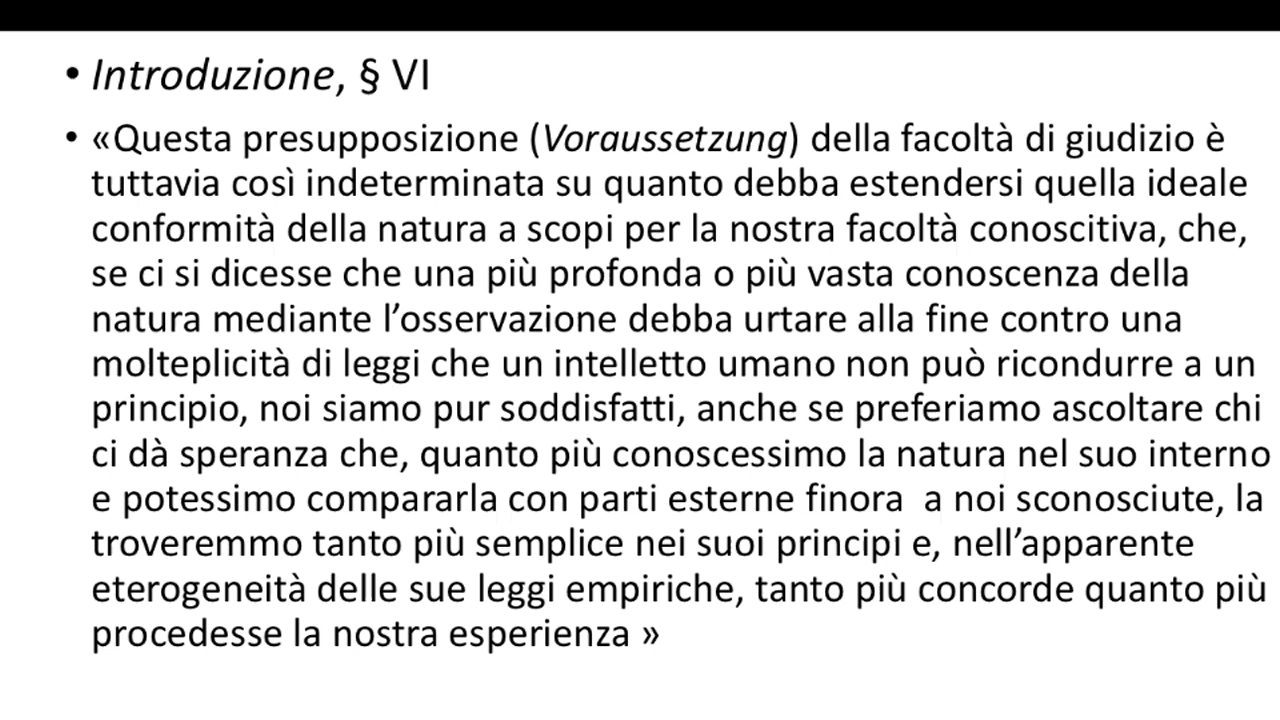 • Introduzione, § VI
• «Questa presupposizione (Voraussetzung) della facoltà di giudizio è
tuttavia così indeterminata su quanto debba estendersi quella ideale
conformità della natura a scopi per la nostra facoltà conoscitiva, che,
se ci si dicesse che una più profonda o più vasta conoscenza della
natura mediante l’osservazione debba urtare alla fine contro una
molteplicità di leggi che un intelletto umano non può ricondurre a un
principio, noi siamo pur soddisfatti, anche se preferiamo ascoltare chi
ci dà speranza che, quanto più conoscessimo la natura nel suo interno
e potessimo compararla con parti esterne finora  a noi sconosciute, la
troveremmo tanto più semplice nei suoi principi e, nell’apparente
eterogeneità delle sue leggi empiriche, tanto più concorde quanto più
procedesse la nostra esperienza »